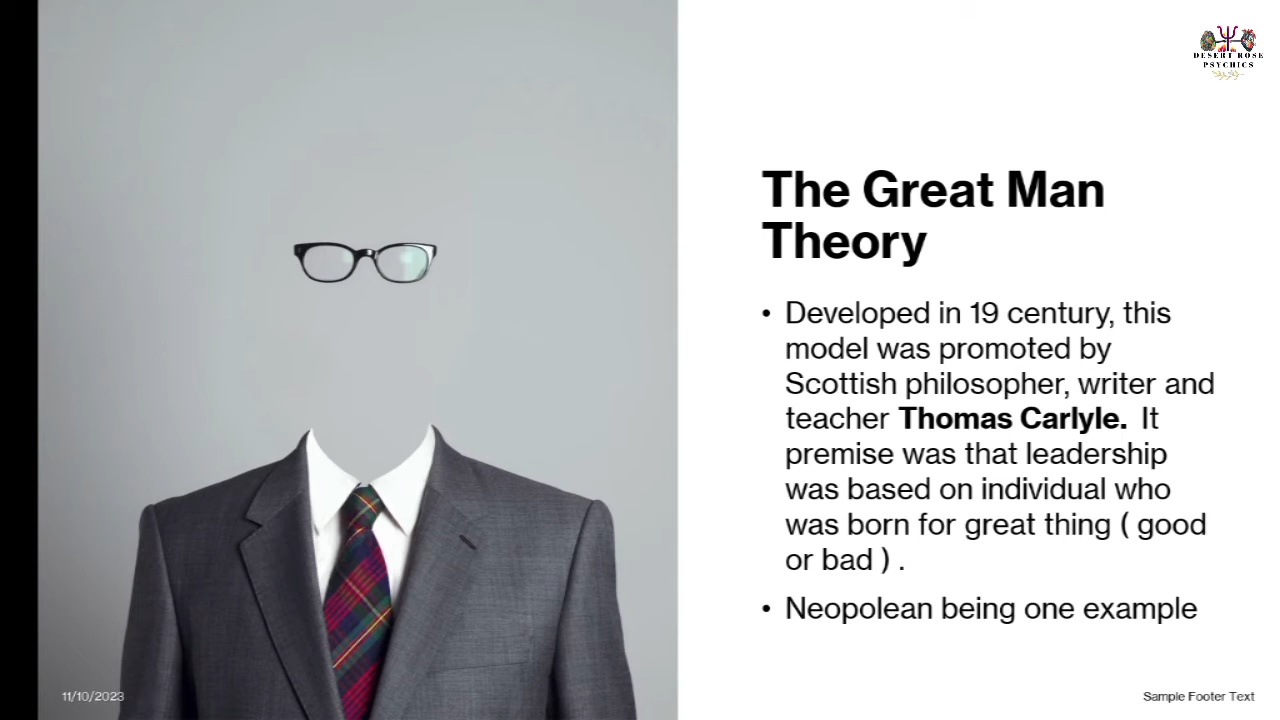 DESERT ROSE
PSYCHICS
The Great Man
Theory
• Developed in 19 century, this
model was promoted by
Scottish philosopher, writer and
teacher Thomas Carlyle. It
premise was that leadership
was based on individual who
was born for great thing ( good
or bad ) .
• Neopolean being one example
11/10/2023
Sample Footer Text